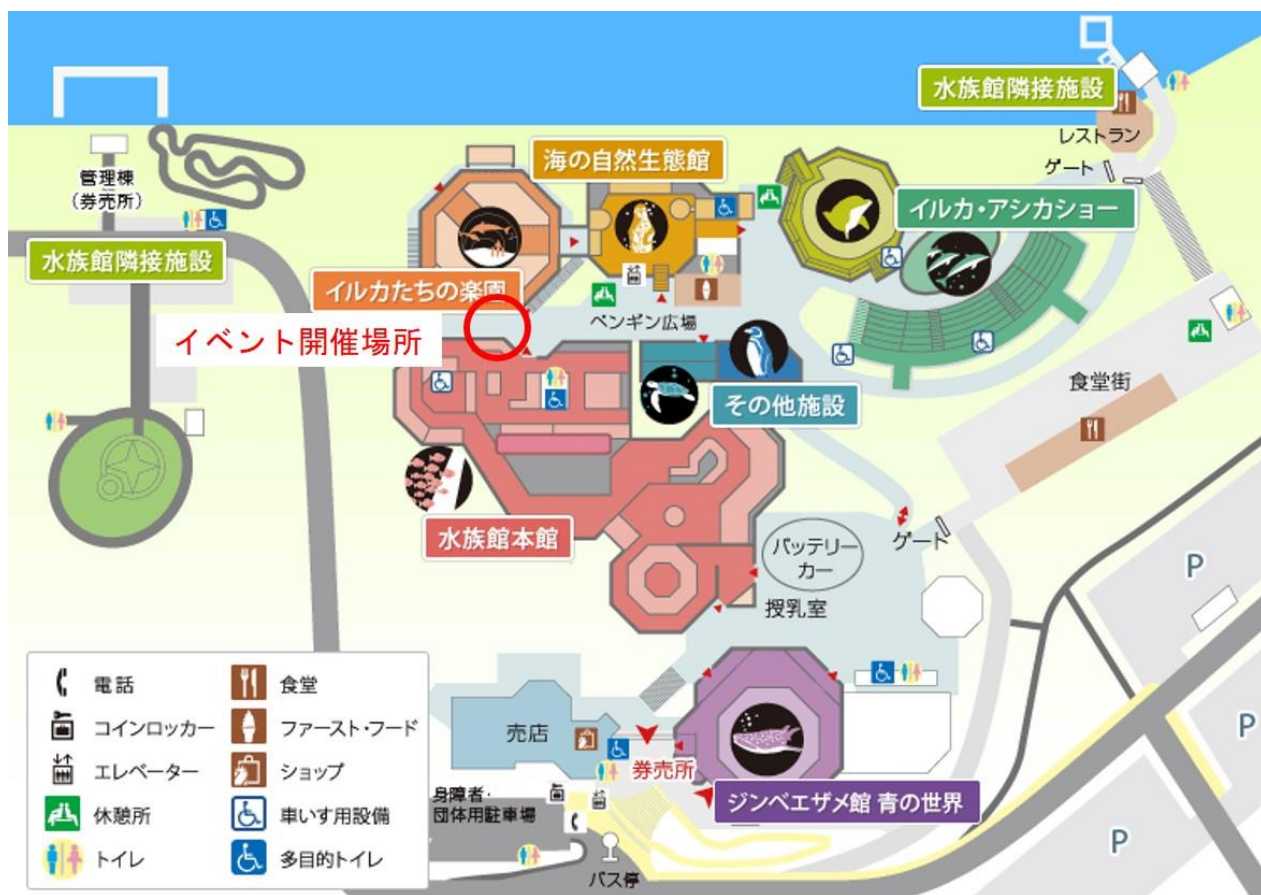 水族館隣接施設
レストラン
ゲート
管理棟
(券売所)
水族館隣接施設
海の自然生態館
イルカ・アシカショー
イルカたちの楽園
イベント開催場所
ペンギン広場
その他施設
食堂街
水族館本館
バッテリー
カー
ゲート
授乳室
P
P
P
売店
券売所
身障者・
団体用駐車場
バス停
ジンベエザメ館 青の世界
電話
食堂
コインロッカー
ファースト・フード
エレベーター
ショップ
休憩所
車いす用設備
トイレ
多目的トイレ